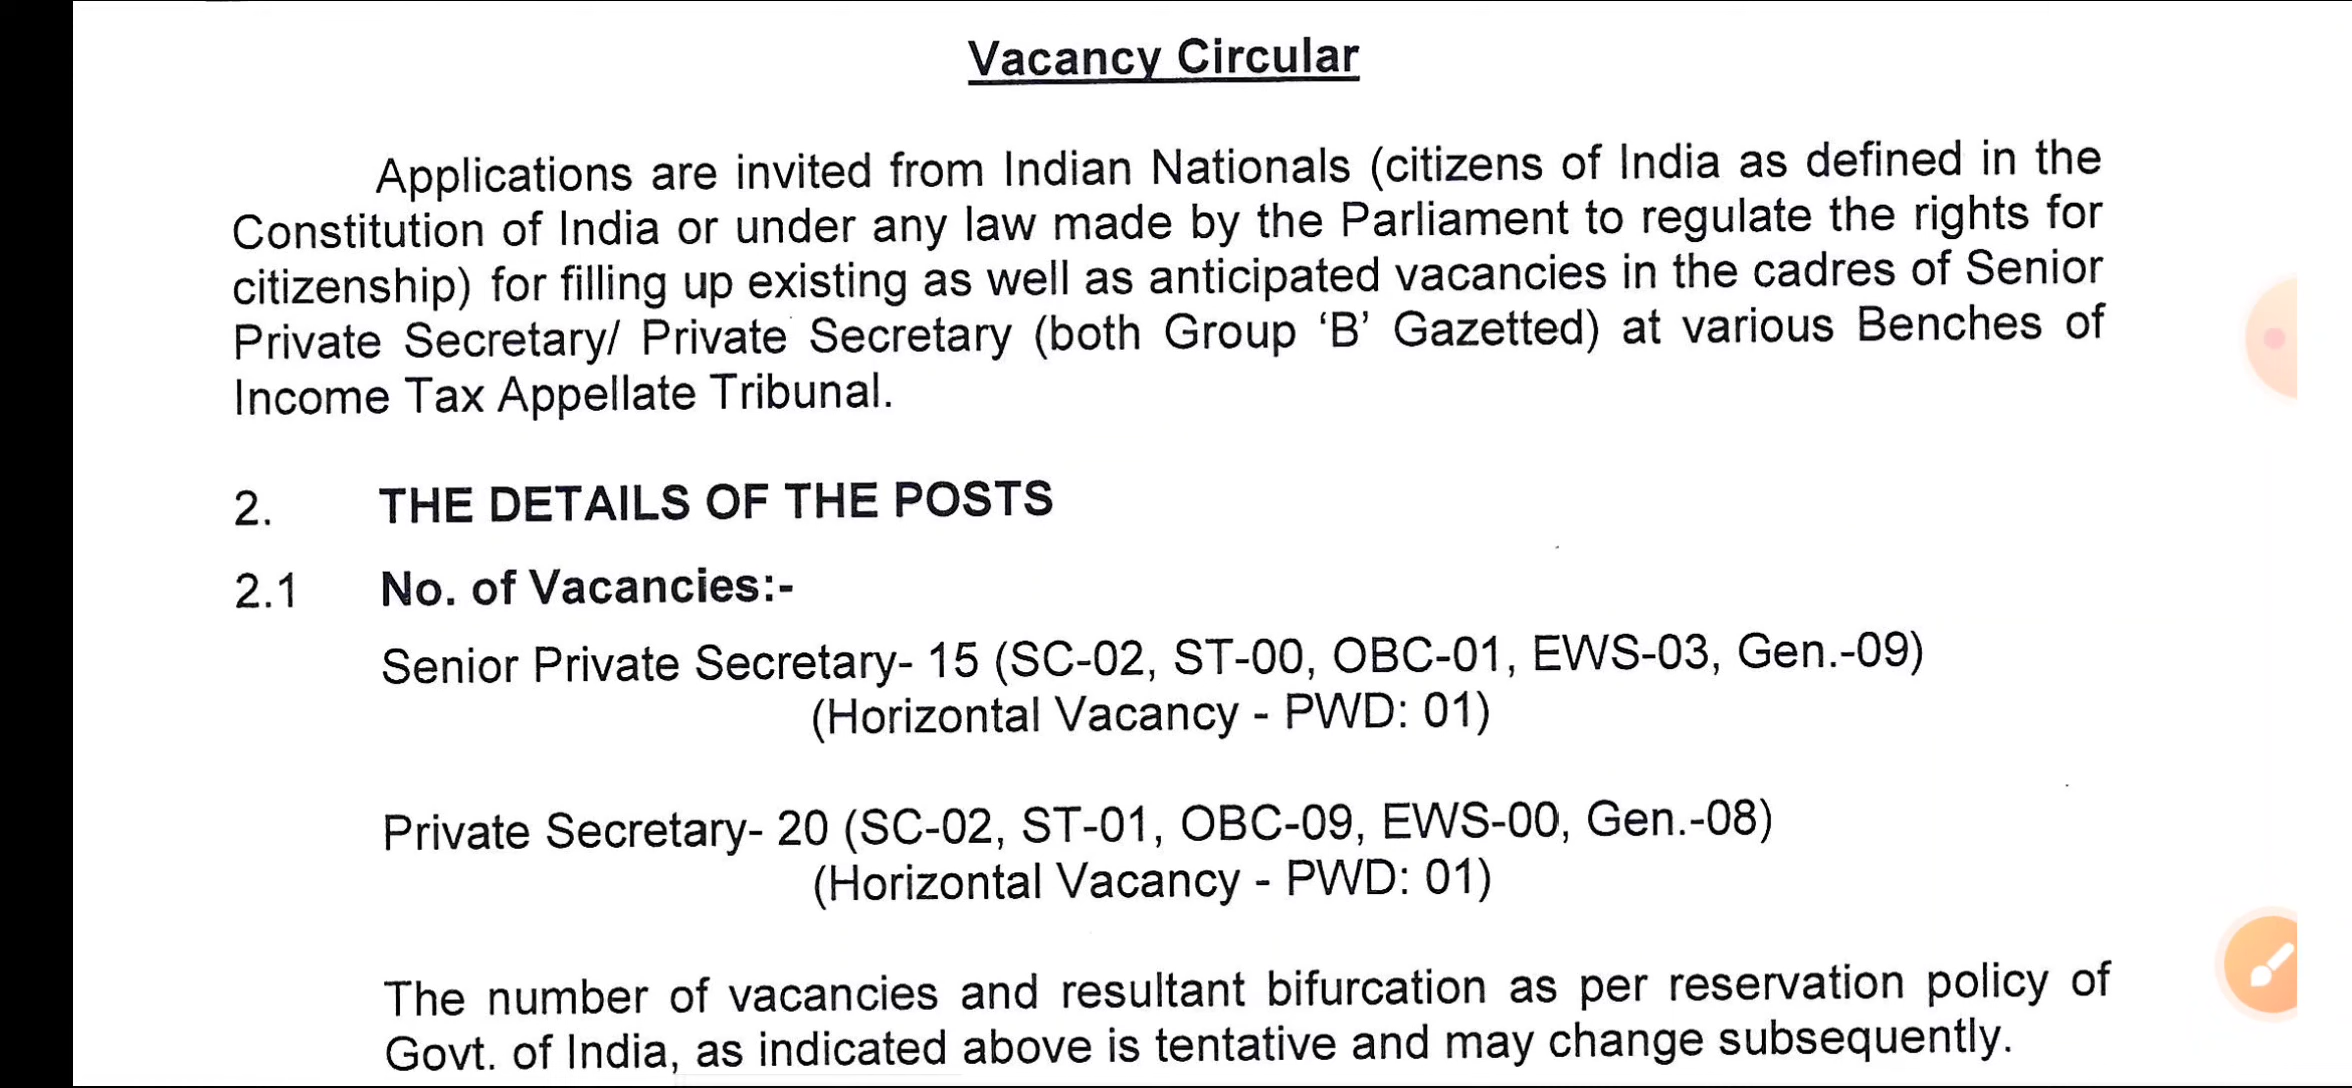 Vacancy Circular
Applications are invited from Indian Nationals (citizens of India as defined in the
Constitution of India or under any law made by the Parliament to regulate the rights for
citizenship) for filling up existing as well as anticipated vacancies in the cadres of Senior
Private Secretary/ Private Secretary (both Group ‘B’ Gazetted) at various Benches of
Income Tax Appellate Tribunal.
2. THE DETAILS OF THE POSTS
2.1 No. of Vacancies:-
Senior Private Secretary- 15 (SC-02, ST-00, OBC-01, EWS-03, Gen.-09)
(Horizontal Vacancy - PWD: 01)
Private Secretary- 20 (SC-02, ST-01, OBC-09, EWS-00, Gen.-08)
(Horizontal Vacancy - PWD: 01)
The number of vacancies and resultant bifurcation as per reservation policy of
Govt. of India, as indicated above is tentative and may change subsequently.